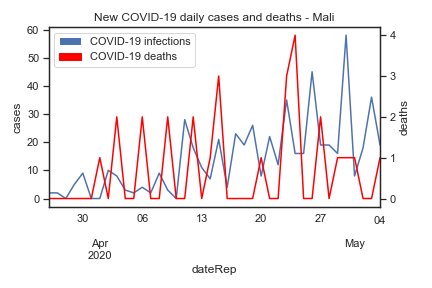 New COVID-19 daily cases and deaths - Mali
COVID-19 infections
COVID-19 deaths
60
50
40
30
20
10
0
cases
4
3
2
1
0
deaths
30 06 13 20 27 04
Apr May
2020
dateRep